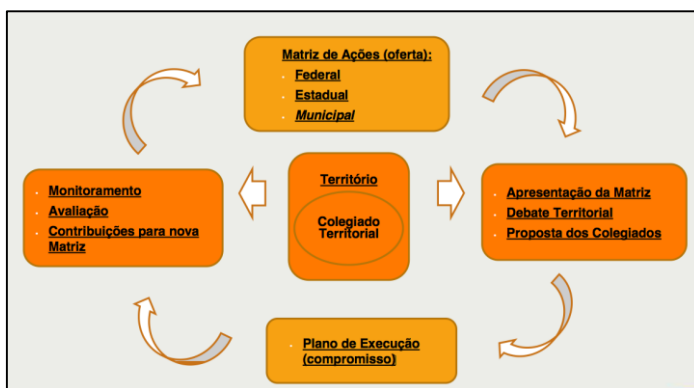 Matriz de Ações (oferta):
. Federal
. Estadual
. Municipal
. Monitoramento
. Avaliação
. Contribuições para nova
Matriz
Território
Colegiado
Territorial
. Apresentação da Matriz
. Debate Territorial
. Proposta dos Colegiados
. Plano de Execução
(compromisso)